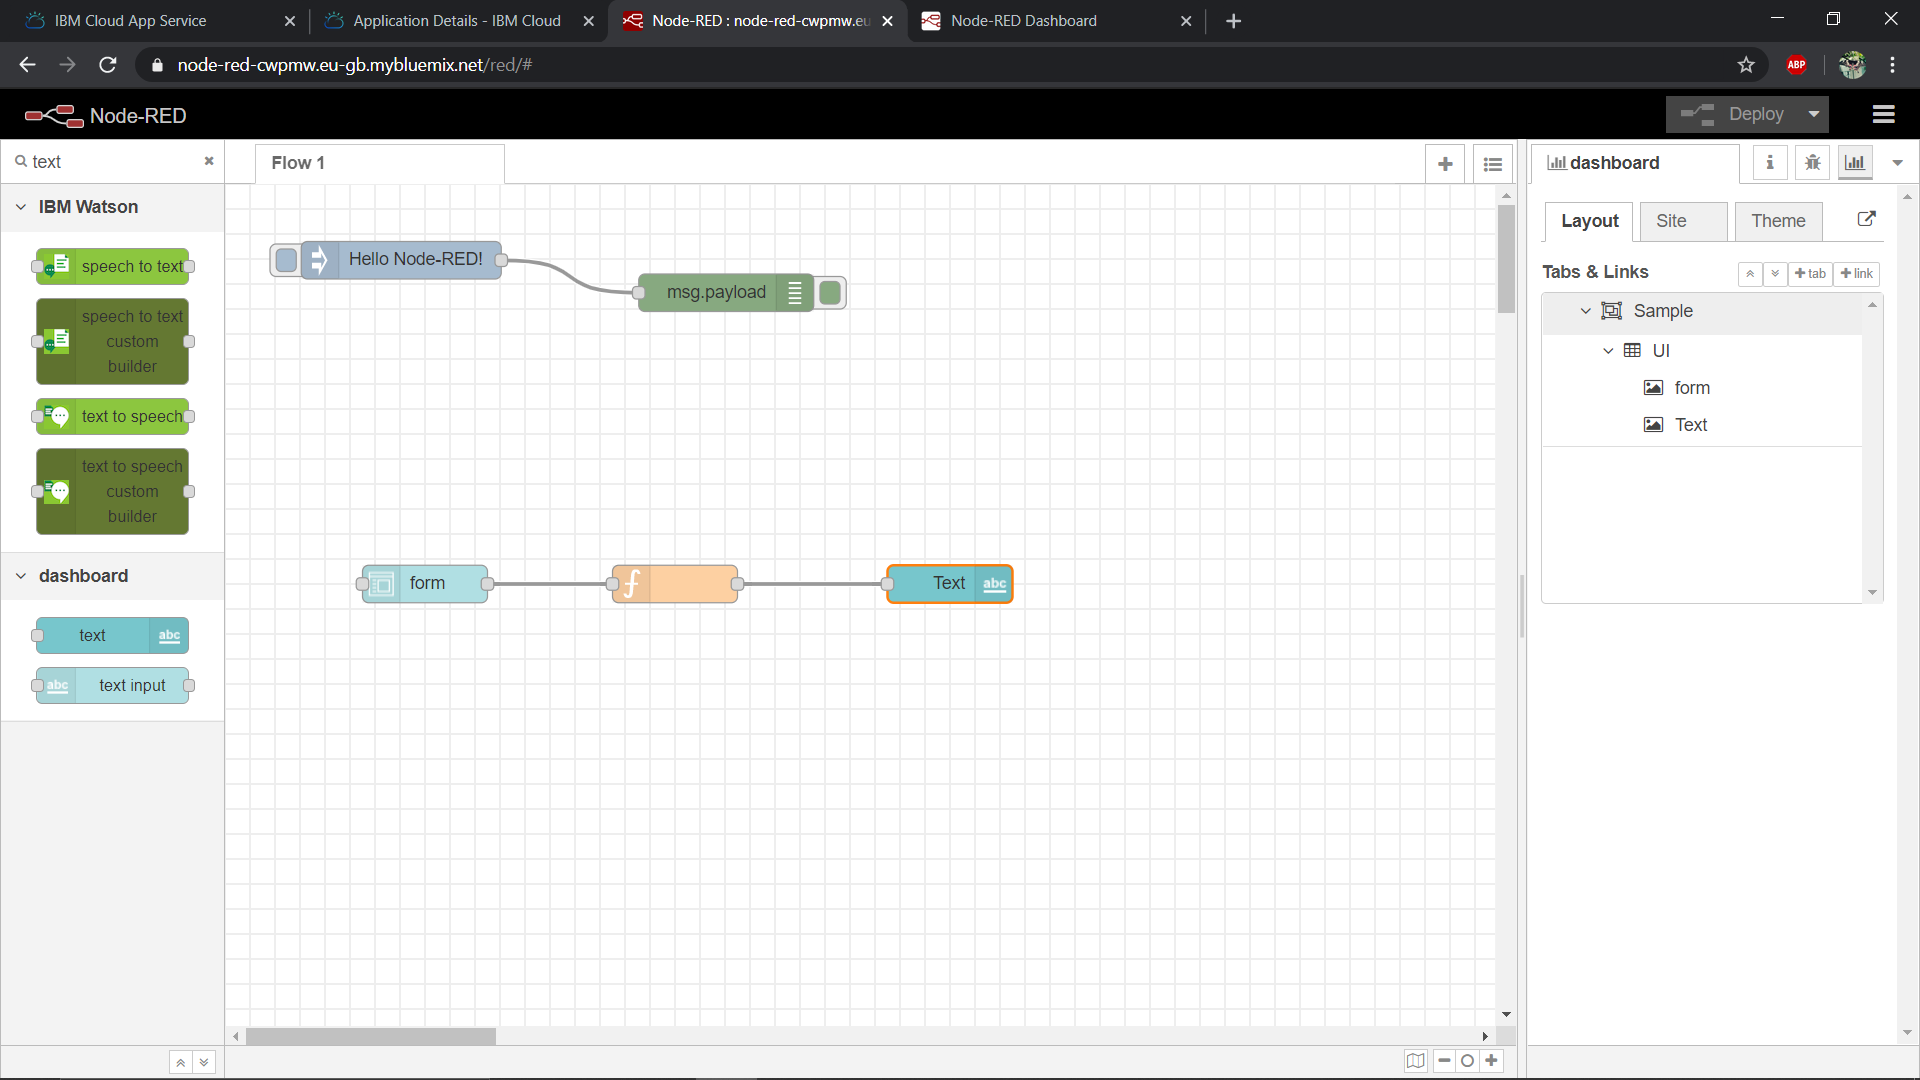 IBM Cloud App Service
Application Details - IBM Cloud
Node-RED : node-red-cwpmw.eu
Node-RED Dashboard
node-red-cwpmw.eu-gb.mybluemix.net/red/#
ABP
Node-RED
Deploy
text
Flow 1
dashboard
i
IBM Watson
speech to text
speech to text
custom
builder
text to speech
text to speech
custom
builder
dashboard
text
abc
abc
text input
Hello Node-RED!
msg.payload
form
f
Text
abc
Layout
Site
Theme
Tabs & Links
+tab
+link
Sample
UI
form
Text